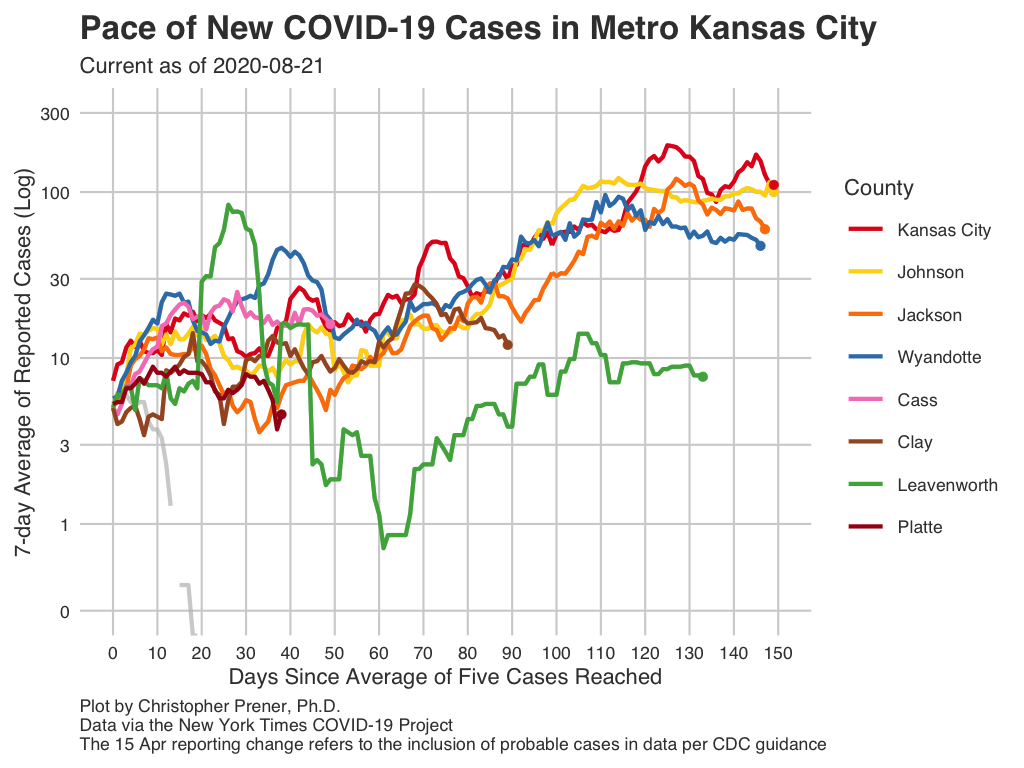 Pace of New COVID-19 Cases in Metro Kansas City
Current as of 2020-08-21
7-day Average of Reported Cases (Log)
300
100
30
10
3
1
0
0 10 20 30 40 50 60 70 80 90 100 110 120 130 140 150
Days Since Average of Five Cases Reached
County
Kansas City
Johnson
Jackson
Wyandotte
Cass
Clay
Leavenworth
Platte
Plot by Christopher Prener, Ph.D.
Data via the New York Times COVID-19 Project
The 15 Apr reporting change refers to the inclusion of probable cases in data per CDC guidance